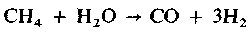 CH₄ + H₂O → CO + 3H₂